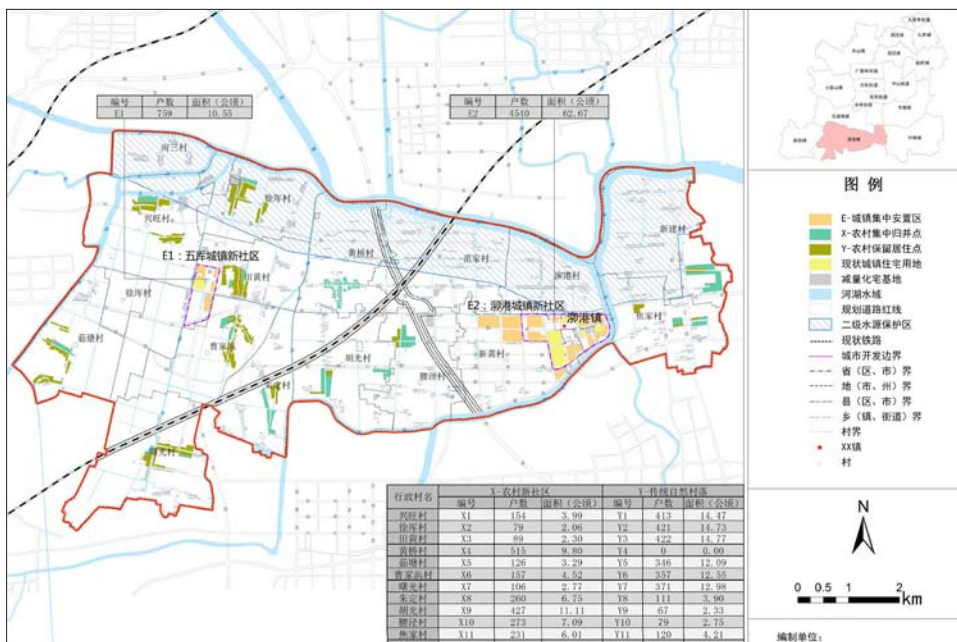 编号 户数 面积（公顷）
E1 759 10.55
编号 户数 面积（公顷）
E2 4540 62.67
南三村
兴旺村
徐厍村
E1：五厍城镇新社区
田黄村
徐厍村
茹塘村
曹家浜
曙光村
胡光村
黄桥村
范家村
泖港村
新建村
E2：泖港城镇新社区
泖港镇
焦家村
新龚村
腰泾村
行政村名 X-农村新社区 Y-传统自然村落
编号 户数 面积（公顷） 编号 户数 面积（公顷）
兴旺村 X1 154 3.99 Y1 413 14.47
徐厍村 X2 79 2.06 Y2 421 14.73
田黄村 X3 89 2.30 Y3 422 14.77
黄桥村 X4 515 9.80 Y4 0 0.00
茹塘村 X5 126 3.29 Y5 346 12.09
曹家浜村 X6 157 4.52 Y6 357 12.55
曙光村 X7 106 2.77 Y7 371 12.98
朱定村 X8 260 6.75 Y8 111 3.90
胡光村 X9 427 11.11 Y9 67 2.33
腰泾村 X10 273 7.09 Y10 79 2.75
焦家村 X11 231 6.01 Y11 120 4.21
图 例
E-城镇集中安置区
X-农村集中归并点
Y-农村保留居住点
现状城镇住宅用地
减量化宅基地
河湖水域
规划道路红线
二级水源保护区
现状铁路
城市开发边界
省（区、市）界
地（市、州）界
县（区、市）界
乡（镇、街道）界
村界
XX镇
村
N
0 0.5 1 2
km
编制单位：